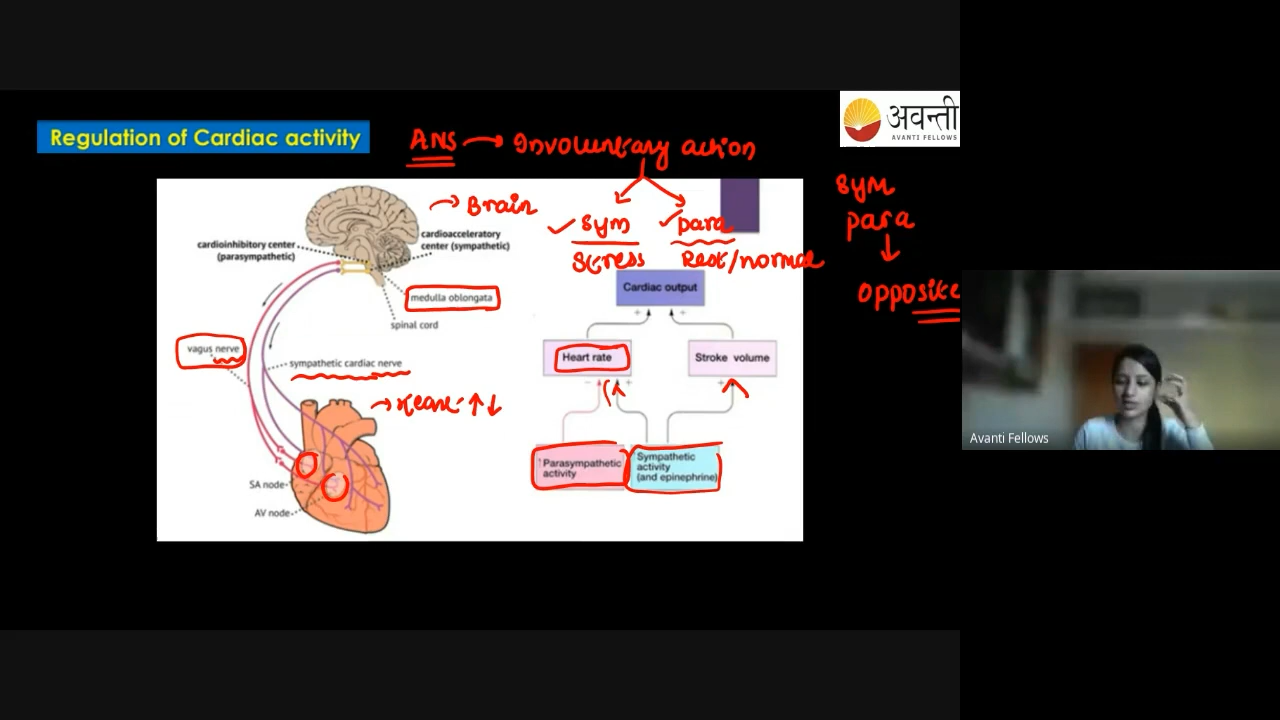 Regulation of Cardiac activity
ANS → Involuntary action
अवन्ती
AVANTI FELLOWS
→ Brain
sym
para
stress
Rest/normal
sym
para
↓
opposite
cardioinhibitory center
(parasympathetic)
cardioacceleratory
center (sympathetic)
medulla oblongata
spinal cord
vagus nerve
sympathetic cardiac nerve
→ Heart ↑↓
SA node
AV node
Cardiac output
+
+
Heart rate
Stroke volume
−
+
+
Parasympathetic
activity
Sympathetic
activity
(and epinephrine)
Avanti Fellows